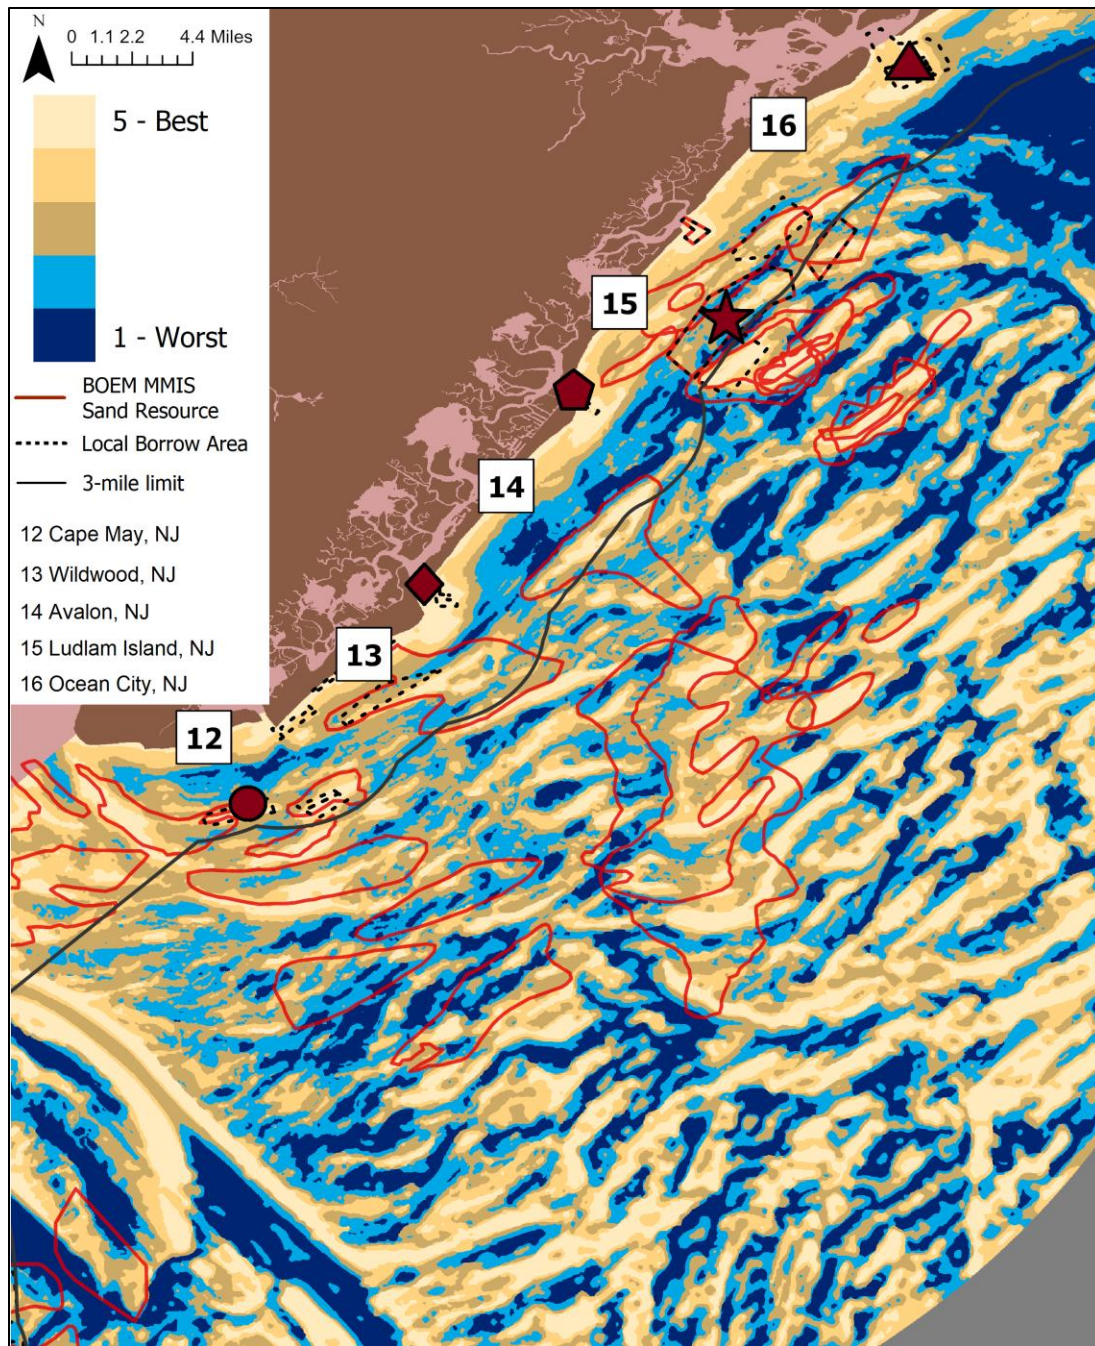 N
0 1.1 2.2 4.4 Miles
5 - Best
1 - Worst
BOEM MMIS
Sand Resource
Local Borrow Area
3-mile limit
12 Cape May, NJ
13 Wildwood, NJ
14 Avalon, NJ
15 Ludlam Island, NJ
16 Ocean City, NJ
16
15
14
13
12